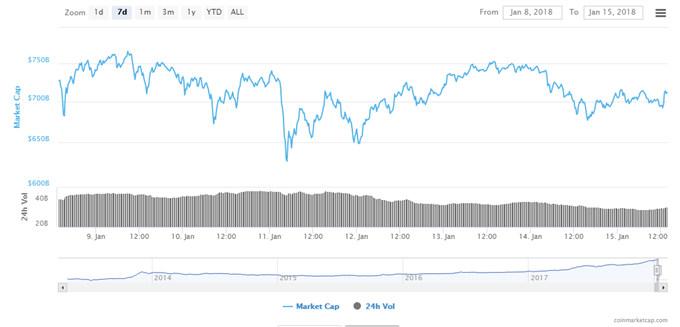 Zoom 1d 7d 1m 3m 1y YTD ALL From Jan 8, 2018 To Jan 15, 2018
$750B
$700B
$650B
$600B
Market Cap
40B
20B
24h Vol
9. Jan 12:00 10. Jan 12:00 11. Jan 12:00 12. Jan 12:00 13. Jan 12:00 14. Jan 12:00 15. Jan 12:00
2014 2015 2016 2017
Market Cap 24h Vol
coinmarketcap.com